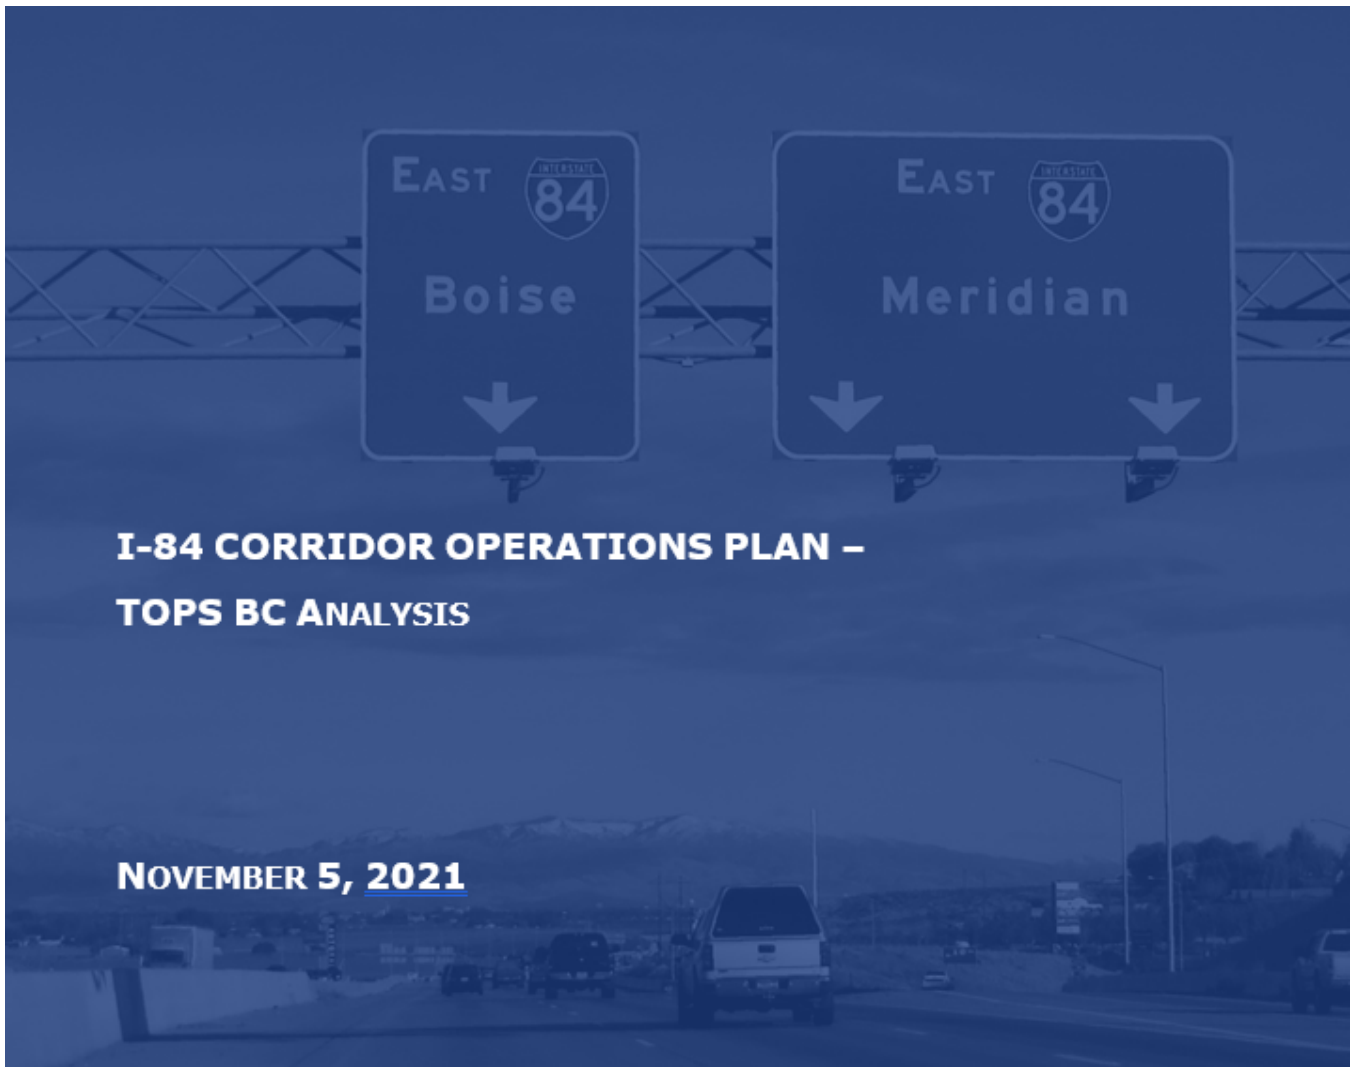 EAST INTERSTATE 84
Boise
EAST INTERSTATE 84
Meridian
I-84 CORRIDOR OPERATIONS PLAN –
TOPS BC ANALYSIS
NOVEMBER 5, 2021